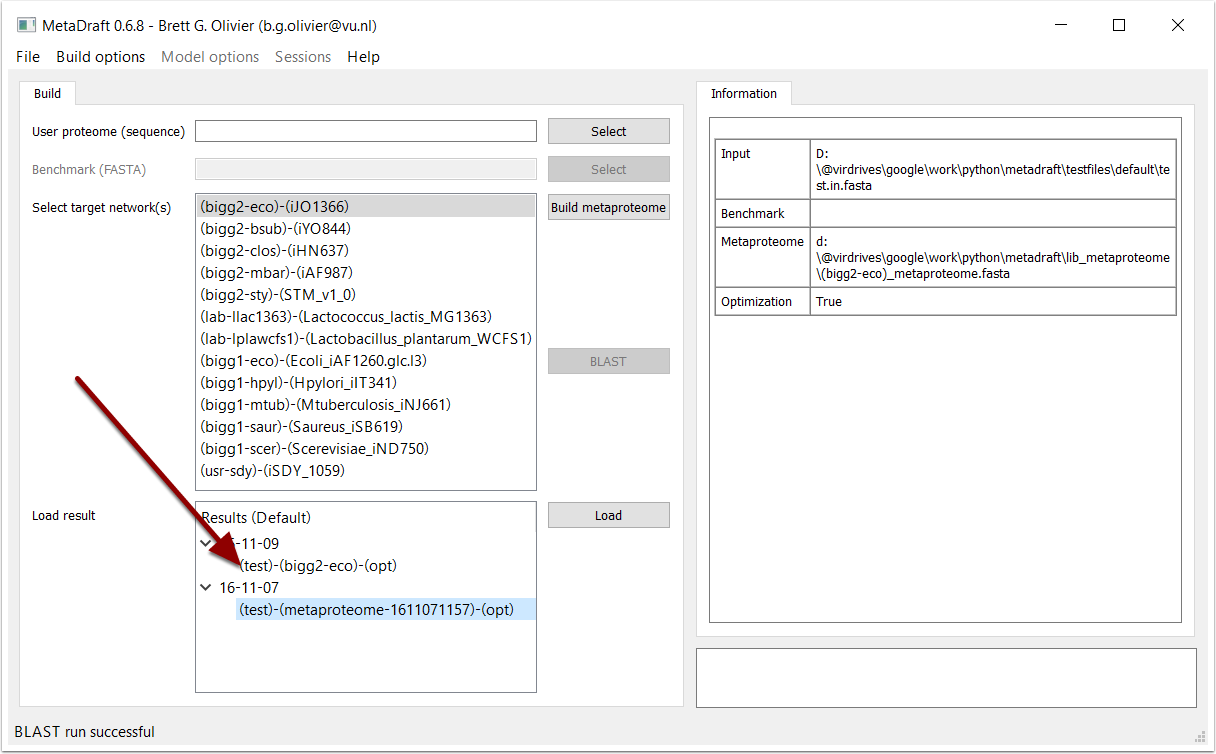 MetaDraft 0.6.8 - Brett G. Olivier (b.g.olivier@vu.nl)
File Build options Model options Sessions Help
Build
User proteome (sequence) Select
Benchmark (FASTA) Select
Select target network(s)
(bigg2-eco)-(iJO1366)
(bigg2-bsub)-(iYO844)
(bigg2-clos)-(iHN637)
(bigg2-mbar)-(iAF987)
(bigg2-sty)-(STM_v1_0)
(lab-llac1363)-(Lactococcus_lactis_MG1363)
(lab-lplawcfs1)-(Lactobacillus_plantarum_WCFS1)
(bigg1-eco)-(Ecoli_iAF1260.glc.l3)
(bigg1-hpyl)-(Hpylori_iIT341)
(bigg1-mtub)-(Mtuberculosis_iNJ661)
(bigg1-saur)-(Saureus_iSB619)
(bigg1-scer)-(Scerevisiae_iND750)
(usr-sdy)-(iSDY_1059)
Build metaproteome
BLAST
Load result
Results (Default)
6-11-09
(test)-(bigg2-eco)-(opt)
16-11-07
(test)-(metaproteome-1611071157)-(opt)
Load
Information
Input
D:
\@virdrives\google\work\python\metadraft\testfiles\default\te
st.in.fasta
Benchmark
Metaproteome
d:
\@virdrives\google\work\python\metadraft\lib_metaproteome
\(bigg2-eco)_metaproteome.fasta
Optimization True
BLAST run successful